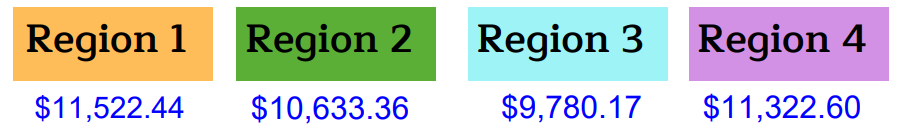 Region 1 Region 2 Region 3 Region 4
$11,522.44 $10,633.36 $9,780.17 $11,322.60